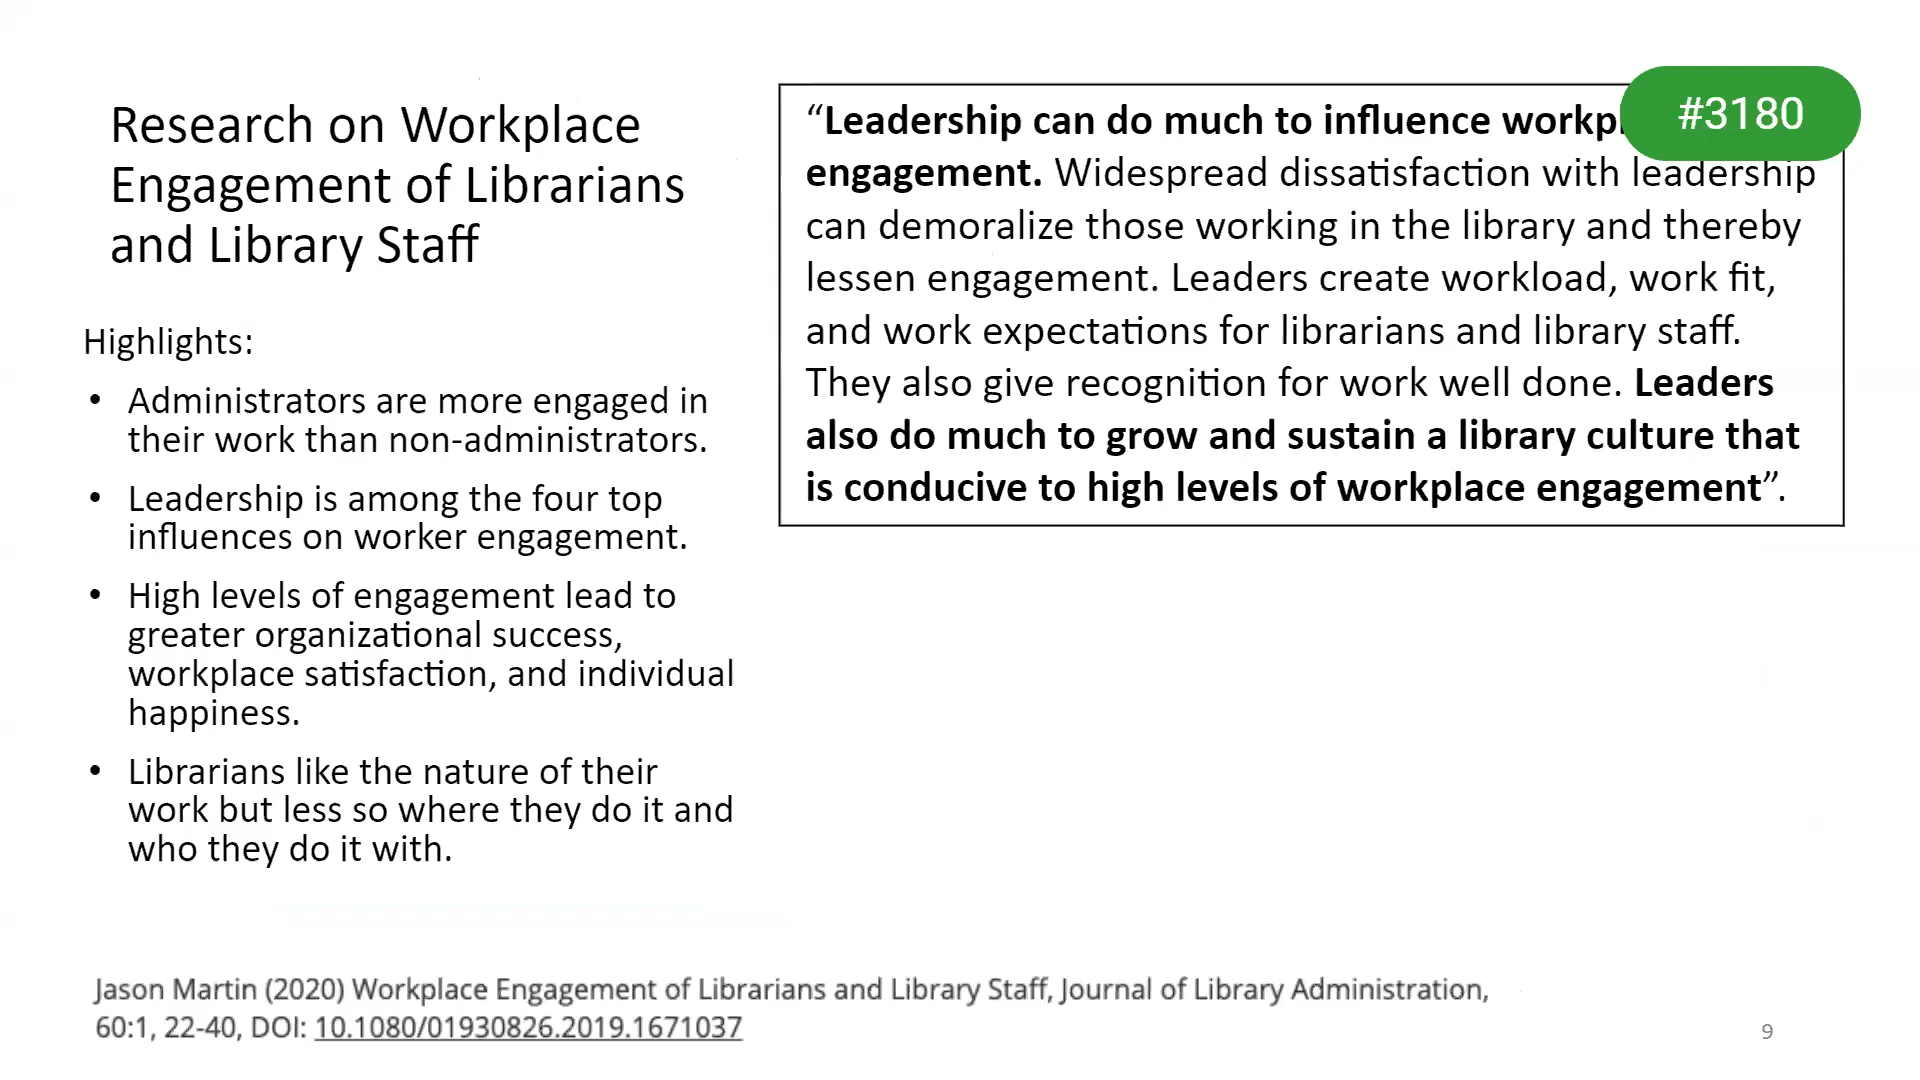 Research on Workplace
Engagement of Librarians
and Library Staff
Highlights:
• Administrators are more engaged in
their work than non-administrators.
• Leadership is among the four top
influences on worker engagement.
• High levels of engagement lead to
greater organizational success,
workplace satisfaction, and individual
happiness.
• Librarians like the nature of their
work but less so where they do it and
who they do it with.
“Leadership can do much to influence
#3180
engagement. Widespread dissatisfaction with leadership
can demoralize those working in the library and thereby
lessen engagement. Leaders create workload, work fit,
and work expectations for librarians and library staff.
They also give recognition for work well done. Leaders
also do much to grow and sustain a library culture that
is conducive to high levels of workplace engagement”.
Jason Martin (2020) Workplace Engagement of Librarians and Library Staff, Journal of Library Administration,
60:1, 22-40, DOI: 10.1080/01930826.2019.1671037
9